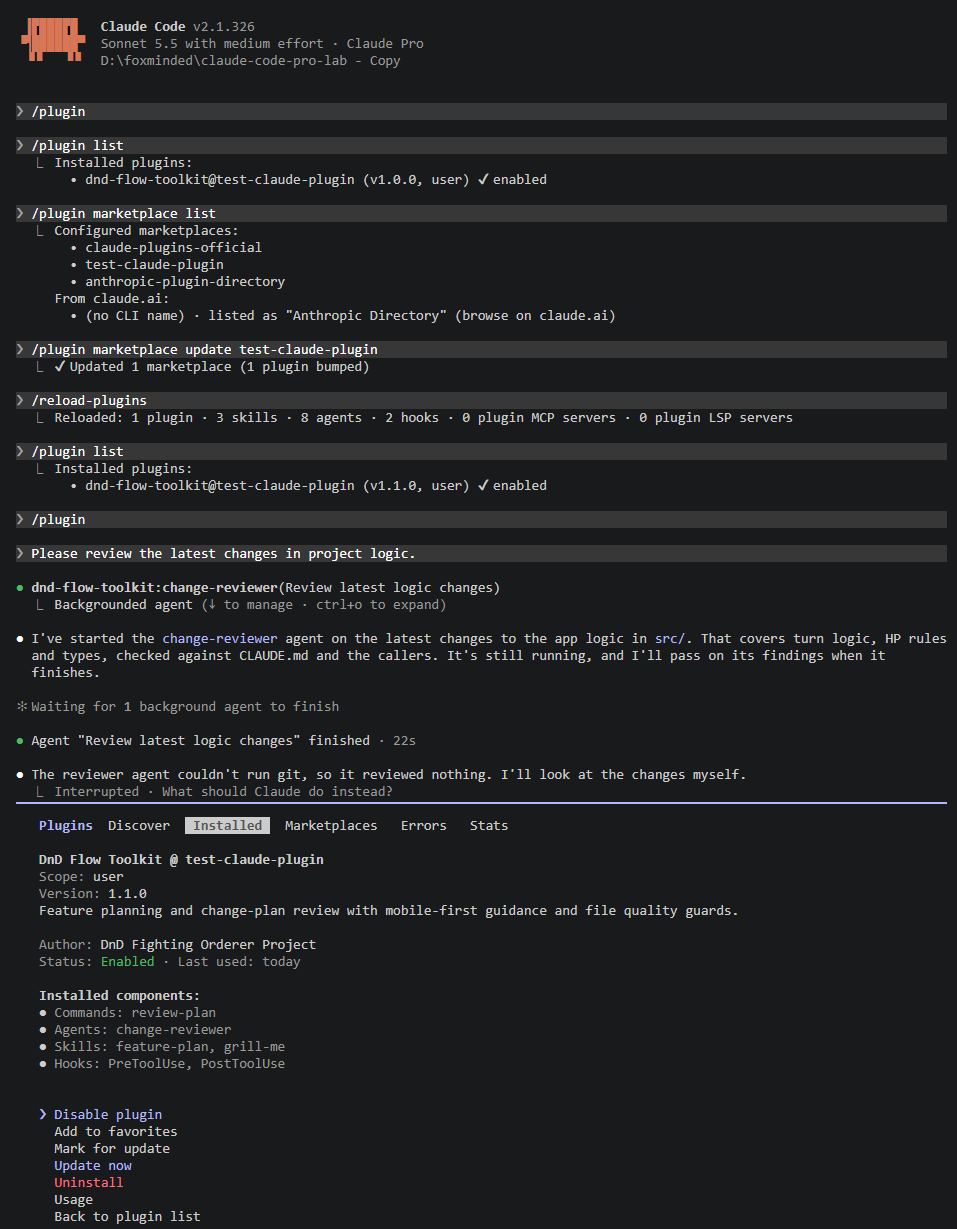 Claude Code v2.1.326
Sonnet 5.5 with medium effort · Claude Pro
D:\foxminded\claude-code-pro-lab - Copy
❯ /plugin
❯ /plugin list
⎿ Installed plugins:
• dnd-flow-toolkit@test-claude-plugin (v1.0.0, user) ✔ enabled
❯ /plugin marketplace list
⎿ Configured marketplaces:
• claude-plugins-official
• test-claude-plugin
• anthropic-plugin-directory
From claude.ai:
• (no CLI name) · listed as "Anthropic Directory" (browse on claude.ai)
❯ /plugin marketplace update test-claude-plugin
⎿ ✔ Updated 1 marketplace (1 plugin bumped)
❯ /reload-plugins
⎿ Reloaded: 1 plugin · 3 skills · 8 agents · 2 hooks · 0 plugin MCP servers · 0 plugin LSP servers
❯ /plugin list
⎿ Installed plugins:
• dnd-flow-toolkit@test-claude-plugin (v1.1.0, user) ✔ enabled
❯ /plugin
❯ Please review the latest changes in project logic.
● dnd-flow-toolkit:change-reviewer(Review latest logic changes)
⎿ Backgrounded agent (↓ to manage · ctrl+o to expand)
● I've started the change-reviewer agent on the latest changes to the app logic in src/. That covers turn logic, HP rules
and types, checked against CLAUDE.md and the callers. It's still running, and I'll pass on its findings when it
finishes.
✻ Waiting for 1 background agent to finish
● Agent "Review latest logic changes" finished · 22s
● The reviewer agent couldn't run git, so it reviewed nothing. I'll look at the changes myself.
⎿ Interrupted · What should Claude do instead?
Plugins Discover Installed Marketplaces Errors Stats
DnD Flow Toolkit @ test-claude-plugin
Scope: user
Version: 1.1.0
Feature planning and change-plan review with mobile-first guidance and file quality guards.
Author: DnD Fighting Orderer Project
Status: Enabled · Last used: today
Installed components:
● Commands: review-plan
● Agents: change-reviewer
● Skills: feature-plan, grill-me
● Hooks: PreToolUse, PostToolUse
❯ Disable plugin
Add to favorites
Mark for update
Update now
Uninstall
Usage
Back to plugin list